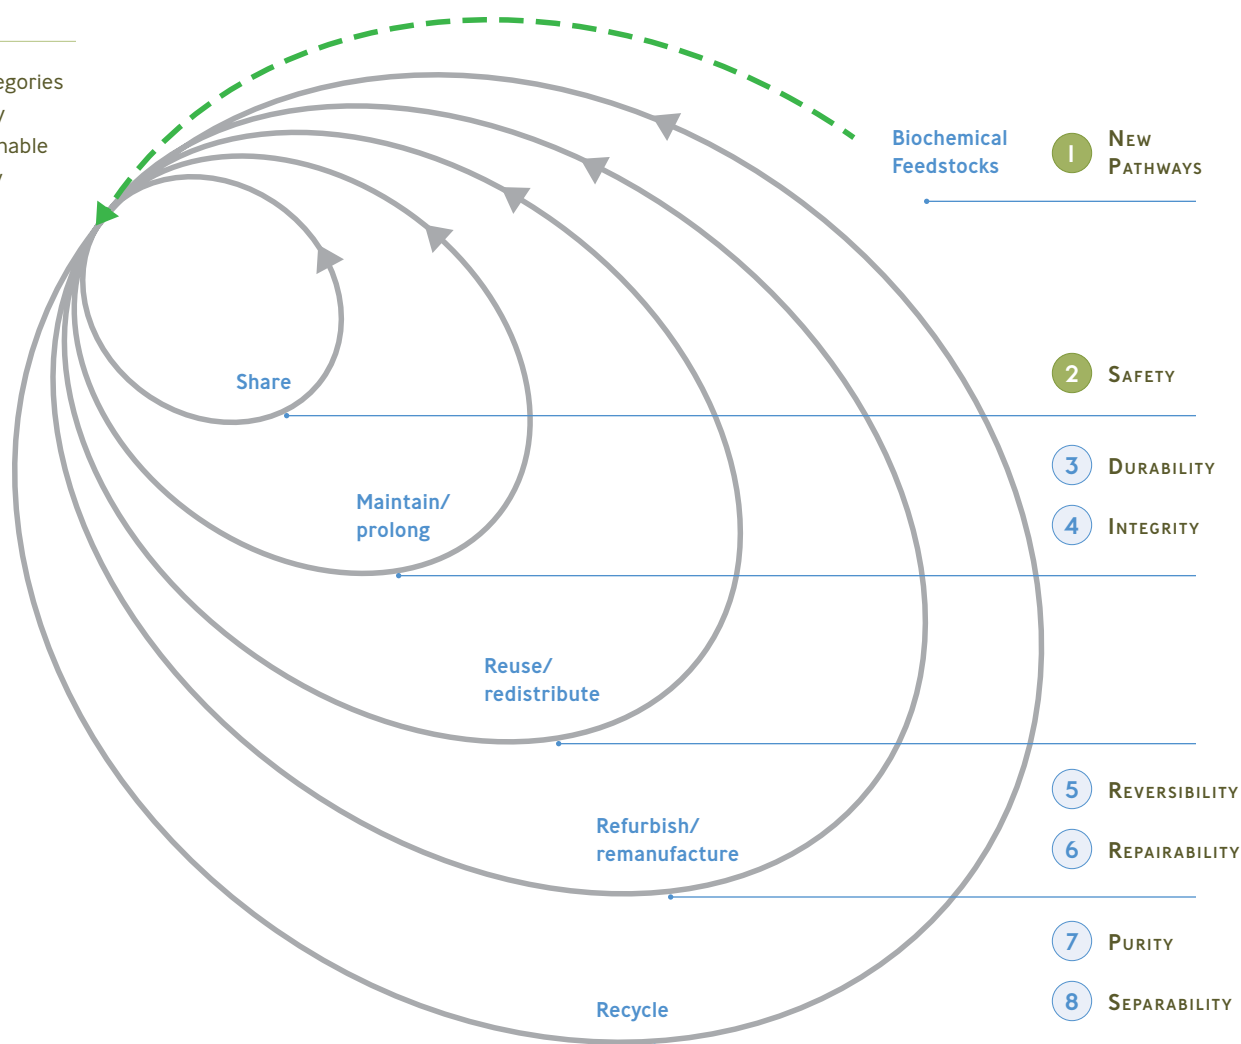 egories
y
nable
y
Biochemical
Feedstocks
1
New
Pathways
Share
2
Safety
3
Durability
Maintain/
prolong
4
Integrity
Reuse/
redistribute
5
Reversibility
Refurbish/
remanufacture
6
Repairability
7
Purity
Recycle
8
Separability